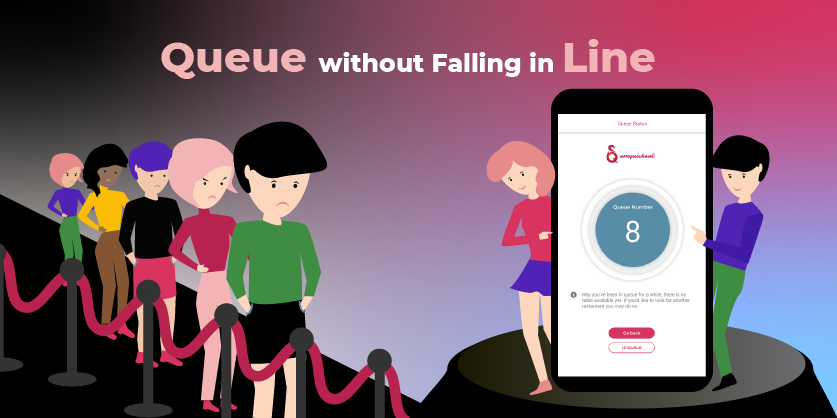 Queue without Falling in Line
Queue Status
umquichaat
Queue Number
8
Hey you've been in queue for a while, there is no
table available yet. If you'd like to look for another
restaurant you may do so.
Go back
Unqueue